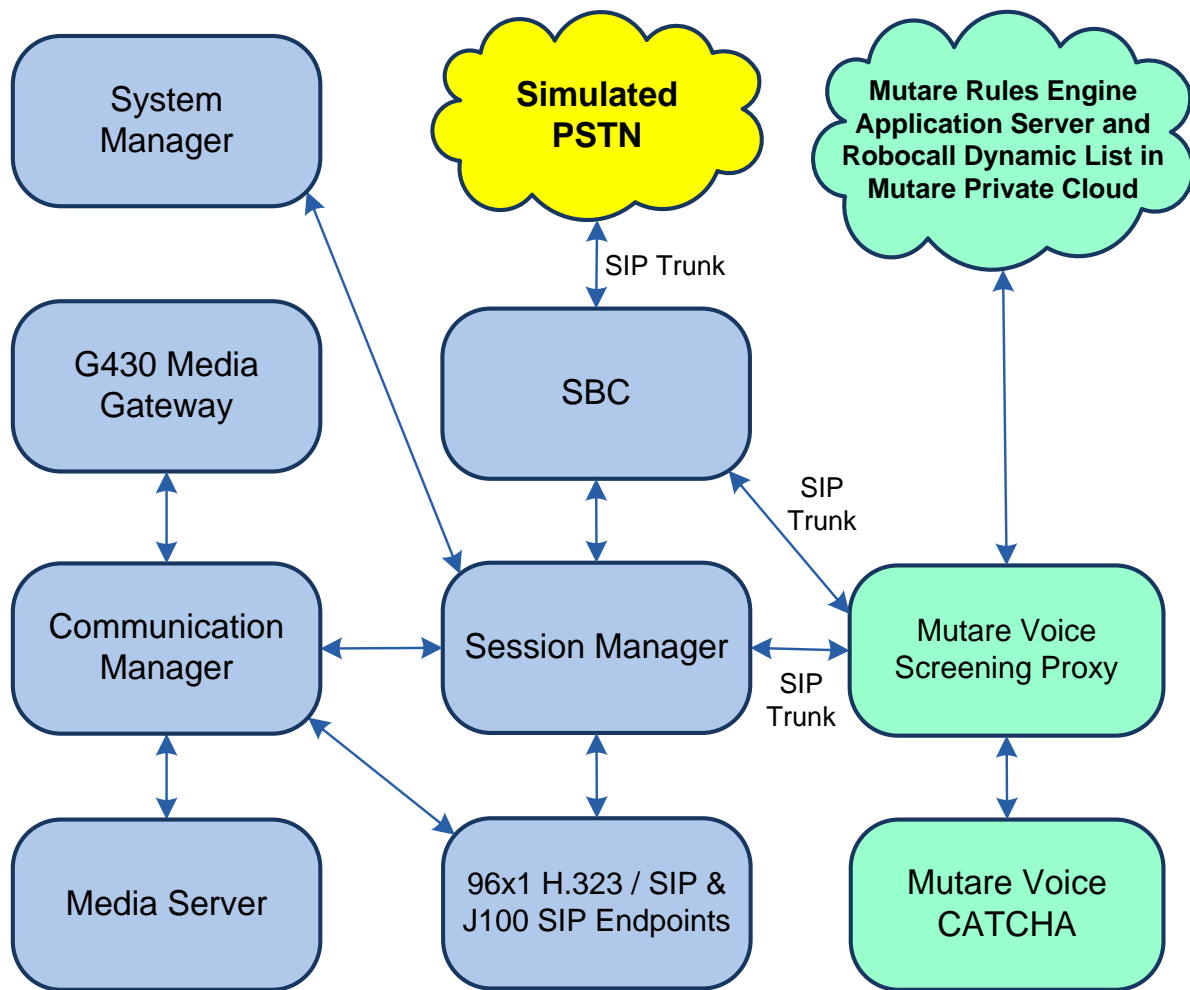 System
Manager
Simulated
PSTN
Mutare Rules Engine
Application Server and
Robocall Dynamic List in
Mutare Private Cloud
SIP Trunk
G430 Media
Gateway
SBC
SIP
Trunk
Communication
Manager
Session Manager
SIP
Trunk
Mutare Voice
Screening Proxy
Media Server
96x1 H.323 / SIP &
J100 SIP Endpoints
Mutare Voice
CATCHA